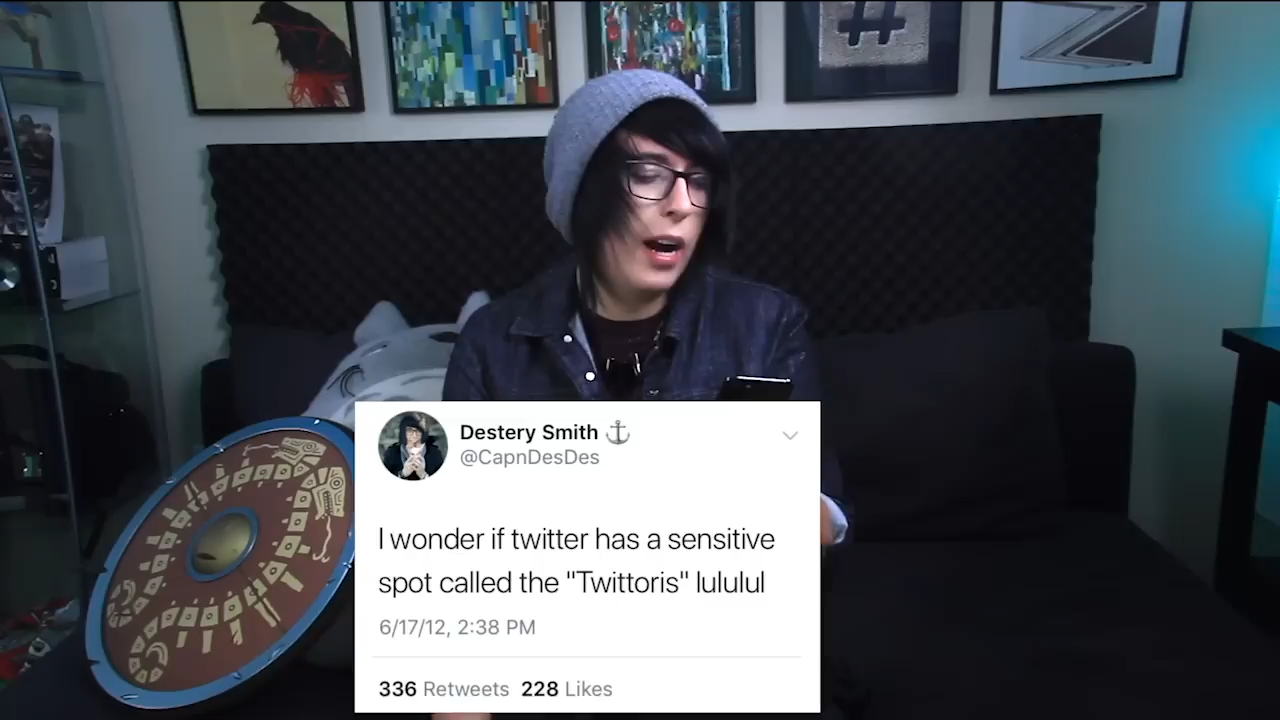 #
Destery Smith ⚓
@CapnDesDes
I wonder if twitter has a sensitive
spot called the "Twittoris" lululul
6/17/12, 2:38 PM
336 Retweets 228 Likes